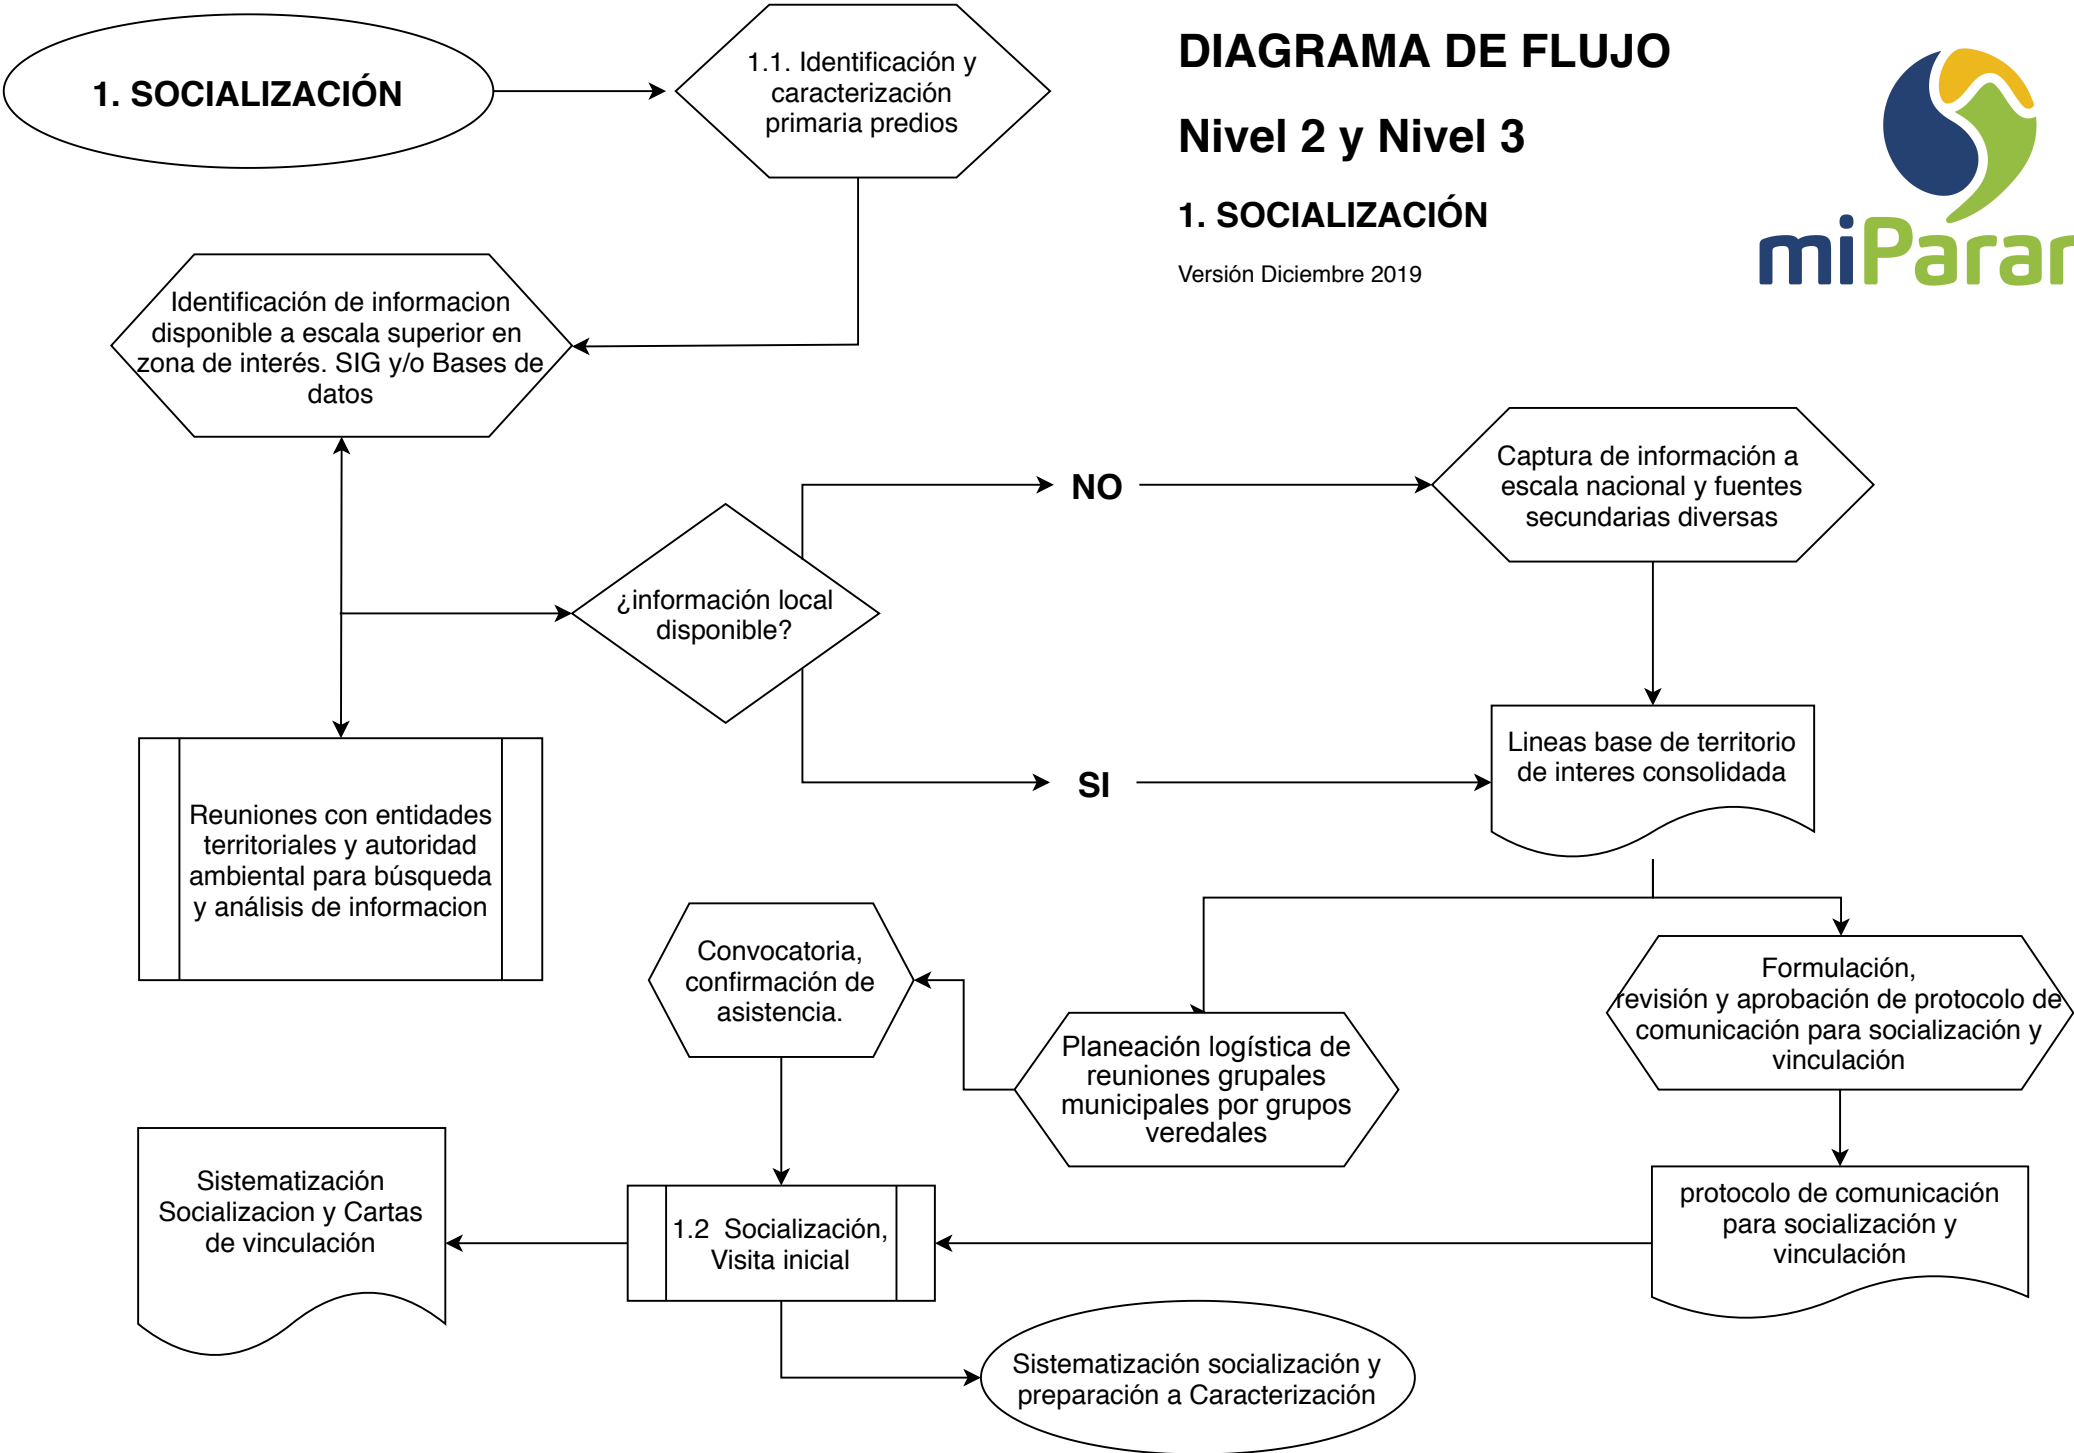 1. SOCIALIZACIÓN
1.1. Identificación y
caracterización
primaria predios
DIAGRAMA DE FLUJO
Nivel 2 y Nivel 3
1. SOCIALIZACIÓN
Versión Diciembre 2019
miParar
Identificación de informacion
disponible a escala superior en
zona de interés. SIG y/o Bases de
datos
NO
Captura de información a
escala nacional y fuentes
secundarias diversas
¿información local
disponible?
SI
Lineas base de territorio
de interes consolidada
Reuniones con entidades
territoriales y autoridad
ambiental para búsqueda
y análisis de informacion
Convocatoria,
confirmación de
asistencia.
Planeación logística de
reuniones grupales
municipales por grupos
veredales
Formulación,
revisión y aprobación de protocolo de
comunicación para socialización y
vinculación
Sistematización
Socializacion y Cartas
de vinculación
1.2  Socialización,
Visita inicial
protocolo de comunicación
para socialización y
vinculación
Sistematización socialización y
preparación a Caracterización